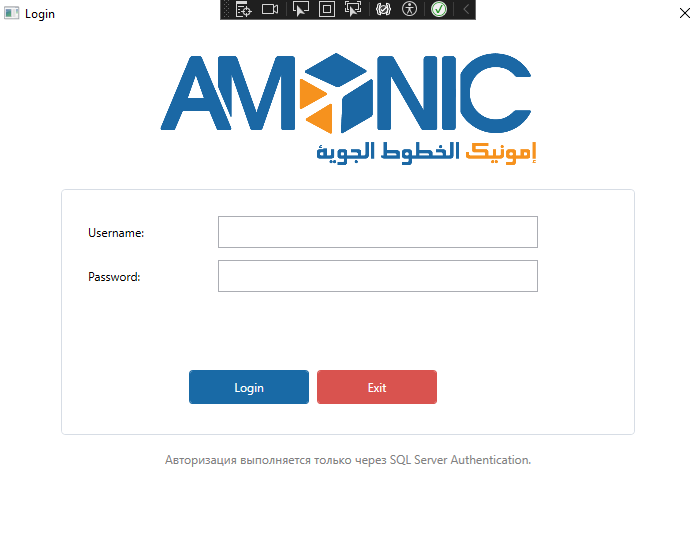 Login
AMONIC
إمونيك الخطوط الجوية
Username:
Password:
Login
Exit
Авторизация выполняется только через SQL Server Authentication.